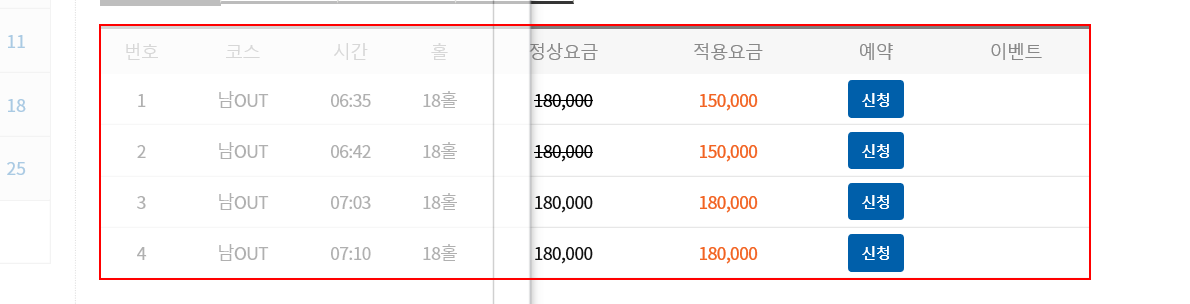 11
18
25
번호 코스 시간 홀 정상요금 적용요금 예약 이벤트
1 남OUT 06:35 18홀 180,000 150,000 신청
2 남OUT 06:42 18홀 180,000 150,000 신청
3 남OUT 07:03 18홀 180,000 180,000 신청
4 남OUT 07:10 18홀 180,000 180,000 신청